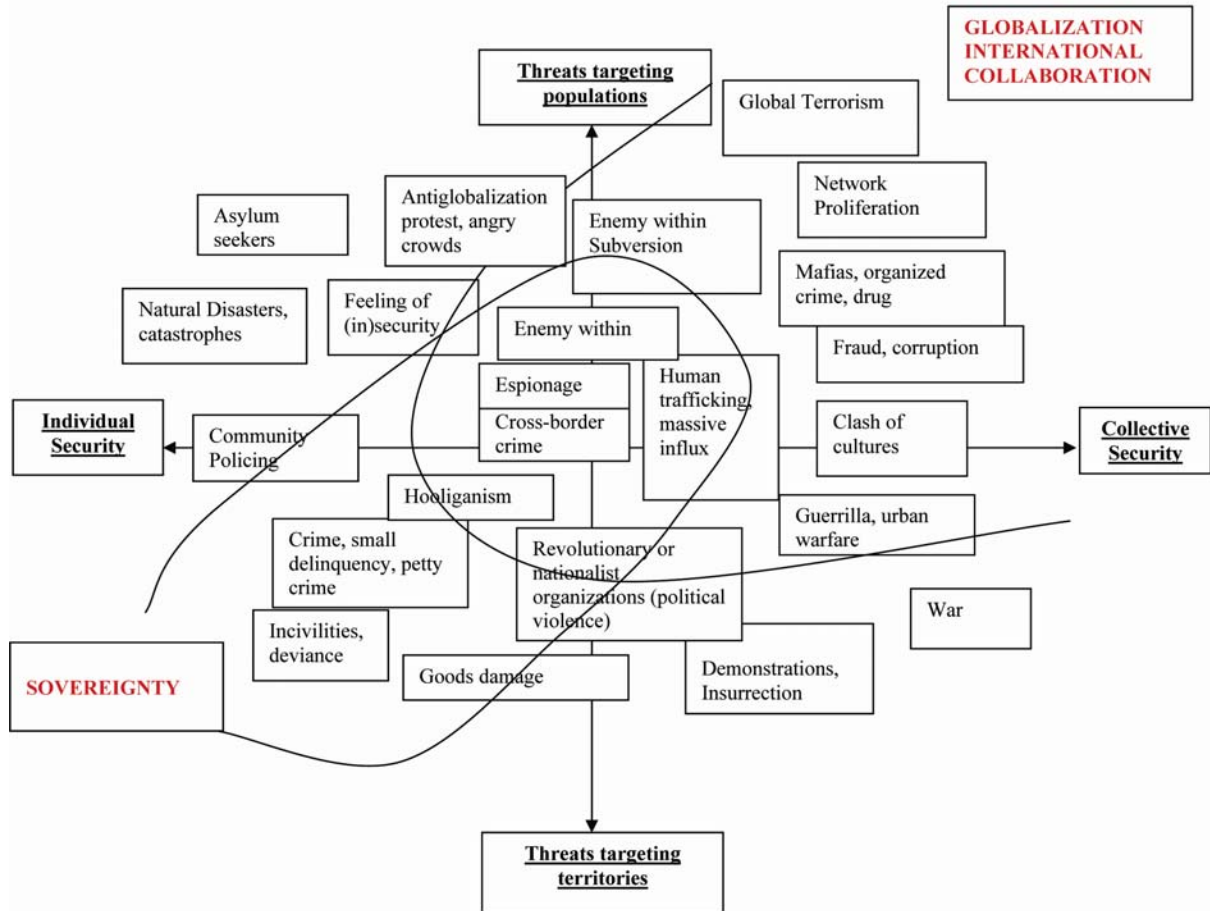 GLOBALIZATION
INTERNATIONAL
COLLABORATION
Threats targeting
populations
Global Terrorism
Network
Proliferation
Antiglobalization
protest, angry
crowds
Enemy within
Subversion
Asylum
seekers
Mafias, organized
crime, drug
Natural Disasters,
catastrophes
Feeling of
(in)security
Enemy within
Fraud, corruption
Espionage
Human
trafficking,
massive
influx
Individual
Security
Community
Policing
Cross-border
crime
Clash of
cultures
Collective
Security
Hooliganism
Guerrilla, urban
warfare
Crime, small
delinquency, petty
crime
Revolutionary or
nationalist
organizations (political
violence)
War
Incivilities,
deviance
SOVEREIGNTY
Goods damage
Demonstrations,
Insurrection
Threats targeting
territories